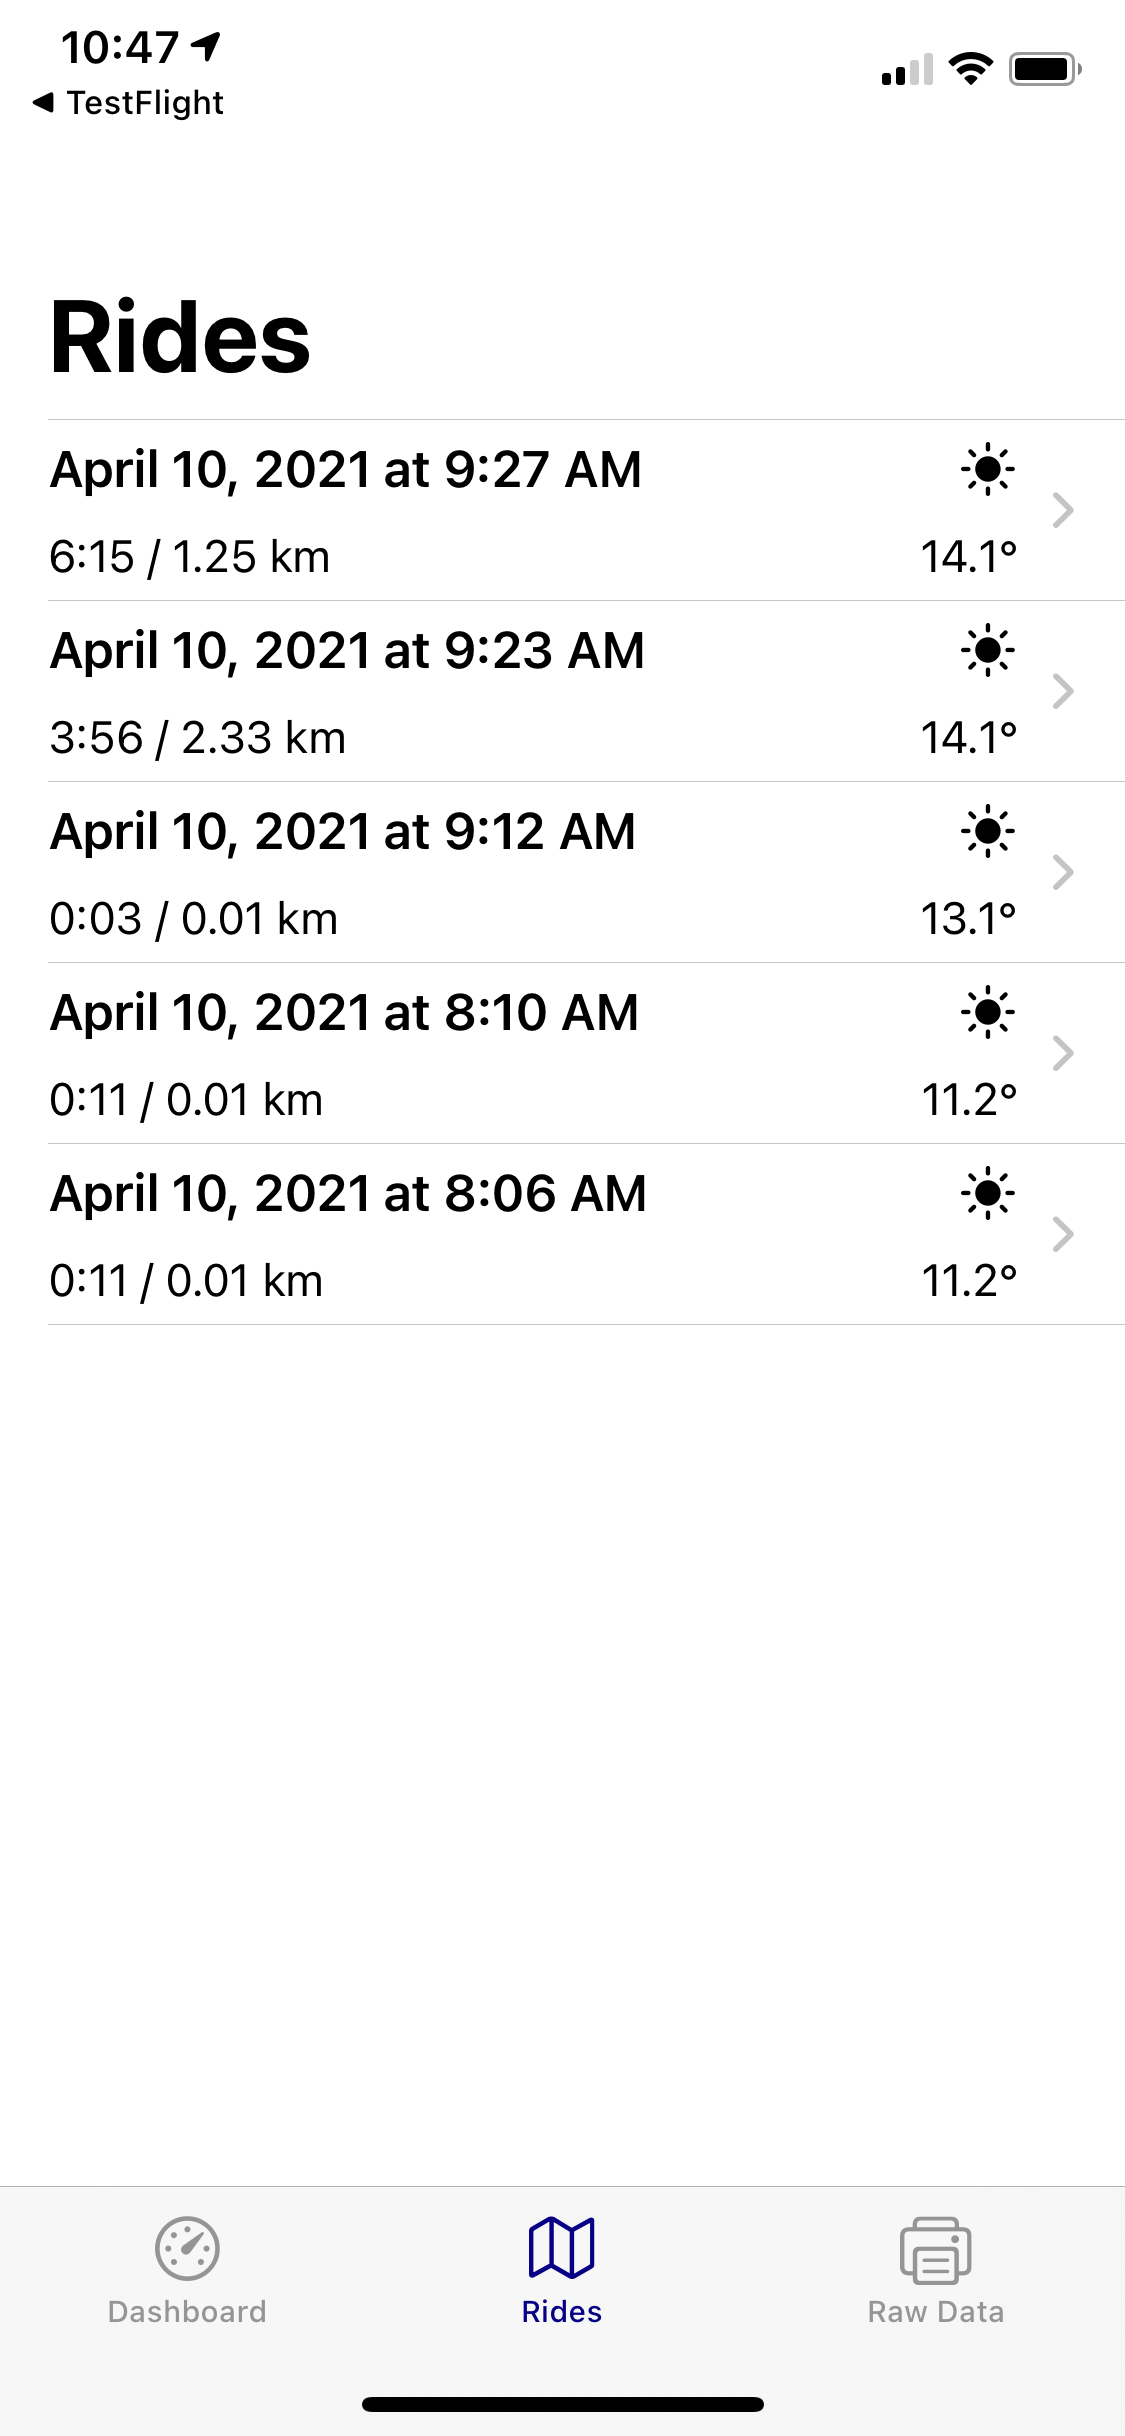 10:47
TestFlight
Rides
April 10, 2021 at 9:27 AM
6:15 / 1.25 km
14.1°
April 10, 2021 at 9:23 AM
3:56 / 2.33 km
14.1°
April 10, 2021 at 9:12 AM
0:03 / 0.01 km
13.1°
April 10, 2021 at 8:10 AM
0:11 / 0.01 km
11.2°
April 10, 2021 at 8:06 AM
0:11 / 0.01 km
11.2°
Dashboard
Rides
Raw Data